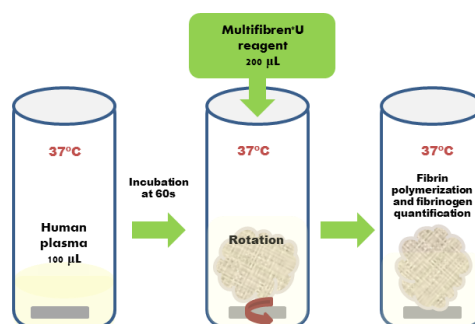 Multifibren*U
reagent
200 µL
37ºC
Human
plasma
100 µL
Incubation
at 60s
37ºC
Rotation
37ºC
Fibrin
polymerization
and fibrinogen
quantification